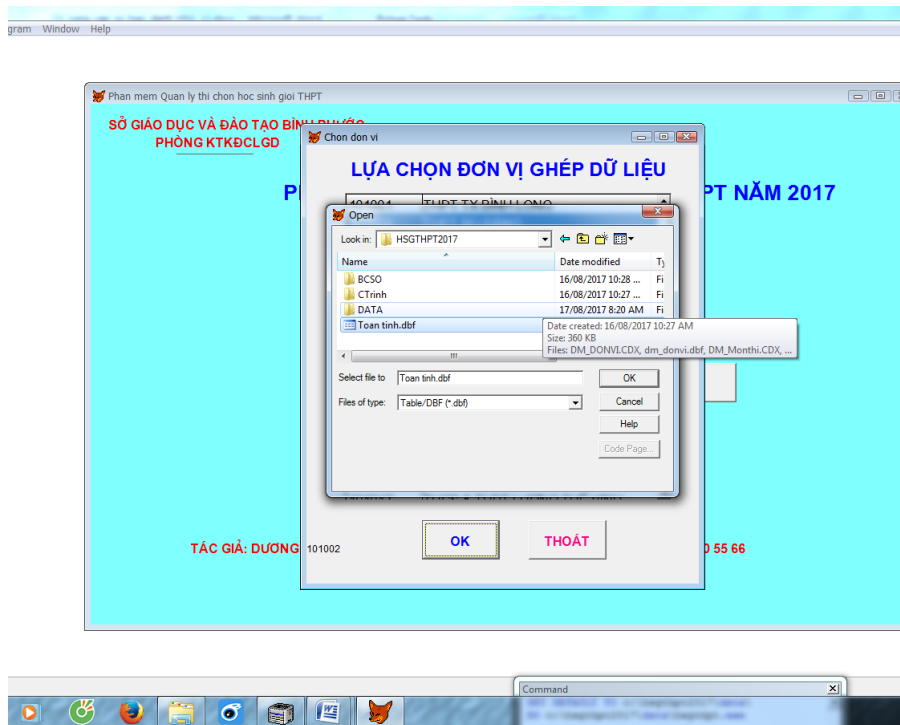 gram Window Help
Phan mem Quan ly thi chon hoc sinh gioi THPT
SỞ GIÁO DỤC VÀ ĐÀO TẠO BÌNH PHƯỚC
PHÒNG KTKĐCLGD
PT NĂM 2017
Chon don vi
LỰA CHỌN ĐƠN VỊ GHÉP DỮ LIỆU
101001 THPT TX BÌNH LONG
Open
Look in: HSGTHPT2017
Name Date modified Ty
BCSO 16/08/2017 10:28 ... Fi
CTrinh 16/08/2017 10:27 ... Fi
DATA 17/08/2017 8:20 AM Fi
Toan tinh.dbf
Date created: 16/08/2017 10:27 AM
Size: 360 KB
Files: DM_DONVI.CDX, dm_donvi.dbf, DM_Monthi.CDX, ...
Select file to Toan tinh.dbf OK
Files of type: Table/DBF (*.dbf) Cancel
Help
Code Page...
101002 OK THOÁT
TÁC GIẢ: DƯƠNG
0 55 66
Command